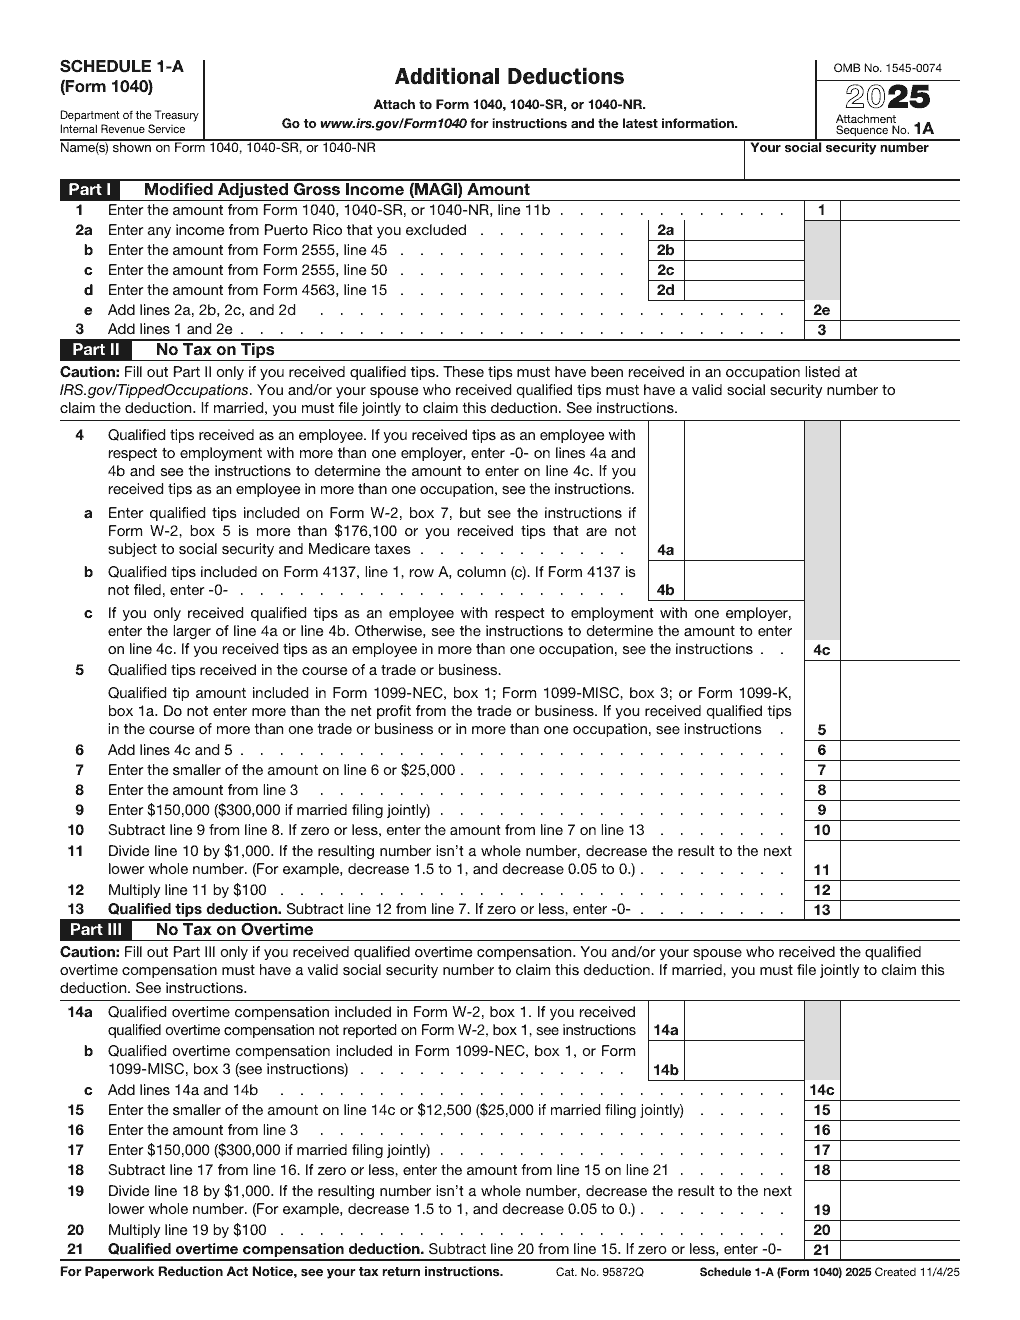 SCHEDULE 1-A
(Form 1040)
Department of the Treasury
Internal Revenue Service
Additional Deductions
Attach to Form 1040, 1040-SR, or 1040-NR.
Go to www.irs.gov/Form1040 for instructions and the latest information.
OMB No. 1545-0074
2025
Attachment
Sequence No. 1A
Name(s) shown on Form 1040, 1040-SR, or 1040-NR
Your social security number
Part I Modified Adjusted Gross Income (MAGI) Amount
1 Enter the amount from Form 1040, 1040-SR, or 1040-NR, line 11b . . . . . . . . . . . . 1
2a Enter any income from Puerto Rico that you excluded . . . . . . . . 2a
b Enter the amount from Form 2555, line 45 . . . . . . . . . . . . 2b
c Enter the amount from Form 2555, line 50 . . . . . . . . . . . . 2c
d Enter the amount from Form 4563, line 15 . . . . . . . . . . . . 2d
e Add lines 2a, 2b, 2c, and 2d . . . . . . . . . . . . . . . . . . . . . . . . 2e
3 Add lines 1 and 2e . . . . . . . . . . . . . . . . . . . . . . . . . . . . 3
Part II No Tax on Tips
Caution: Fill out Part II only if you received qualified tips. These tips must have been received in an occupation listed at
IRS.gov/TippedOccupations. You and/or your spouse who received qualified tips must have a valid social security number to
claim the deduction. If married, you must file jointly to claim this deduction. See instructions.
4 Qualified tips received as an employee. If you received tips as an employee with
respect to employment with more than one employer, enter -0- on lines 4a and
4b and see the instructions to determine the amount to enter on line 4c. If you
received tips as an employee in more than one occupation, see the instructions.
a Enter qualified tips included on Form W-2, box 7, but see the instructions if
Form W-2, box 5 is more than $176,100 or you received tips that are not
subject to social security and Medicare taxes . . . . . . . . . . . 4a
b Qualified tips included on Form 4137, line 1, row A, column (c). If Form 4137 is
not filed, enter -0- . . . . . . . . . . . . . . . . . . . . 4b
c If you only received qualified tips as an employee with respect to employment with one employer,
enter the larger of line 4a or line 4b. Otherwise, see the instructions to determine the amount to enter
on line 4c. If you received tips as an employee in more than one occupation, see the instructions . . 4c
5 Qualified tips received in the course of a trade or business.
Qualified tip amount included in Form 1099-NEC, box 1; Form 1099-MISC, box 3; or Form 1099-K,
box 1a. Do not enter more than the net profit from the trade or business. If you received qualified tips
in the course of more than one trade or business or in more than one occupation, see instructions . 5
6 Add lines 4c and 5 . . . . . . . . . . . . . . . . . . . . . . . . . . . . 6
7 Enter the smaller of the amount on line 6 or $25,000 . . . . . . . . . . . . . . . . . 7
8 Enter the amount from line 3 . . . . . . . . . . . . . . . . . . . . . . . . 8
9 Enter $150,000 ($300,000 if married filing jointly) . . . . . . . . . . . . . . . . . . 9
10 Subtract line 9 from line 8. If zero or less, enter the amount from line 7 on line 13 . . . . . . . 10
11 Divide line 10 by $1,000. If the resulting number isn't a whole number, decrease the result to the next
lower whole number. (For example, decrease 1.5 to 1, and decrease 0.05 to 0.) . . . . . . . . 11
12 Multiply line 11 by $100 . . . . . . . . . . . . . . . . . . . . . . . . . . 12
13 Qualified tips deduction. Subtract line 12 from line 7. If zero or less, enter -0- . . . . . . . . 13
Part III No Tax on Overtime
Caution: Fill out Part III only if you received qualified overtime compensation. You and/or your spouse who received the qualified
overtime compensation must have a valid social security number to claim this deduction. If married, you must file jointly to claim this
deduction. See instructions.
14a Qualified overtime compensation included in Form W-2, box 1. If you received
qualified overtime compensation not reported on Form W-2, box 1, see instructions 14a
b Qualified overtime compensation included in Form 1099-NEC, box 1, or Form
1099-MISC, box 3 (see instructions) . . . . . . . . . . . . . . 14b
c Add lines 14a and 14b . . . . . . . . . . . . . . . . . . . . . . . . . . 14c
15 Enter the smaller of the amount on line 14c or $12,500 ($25,000 if married filing jointly) . . . . . 15
16 Enter the amount from line 3 . . . . . . . . . . . . . . . . . . . . . . . . 16
17 Enter $150,000 ($300,000 if married filing jointly) . . . . . . . . . . . . . . . . . . 17
18 Subtract line 17 from line 16. If zero or less, enter the amount from line 15 on line 21 . . . . . . 18
19 Divide line 18 by $1,000. If the resulting number isn't a whole number, decrease the result to the next
lower whole number. (For example, decrease 1.5 to 1, and decrease 0.05 to 0.) . . . . . . . . 19
20 Multiply line 19 by $100 . . . . . . . . . . . . . . . . . . . . . . . . . . 20
21 Qualified overtime compensation deduction. Subtract line 20 from line 15. If zero or less, enter -0- 21
For Paperwork Reduction Act Notice, see your tax return instructions. Cat. No. 95872Q Schedule 1-A (Form 1040) 2025 Created 11/4/25